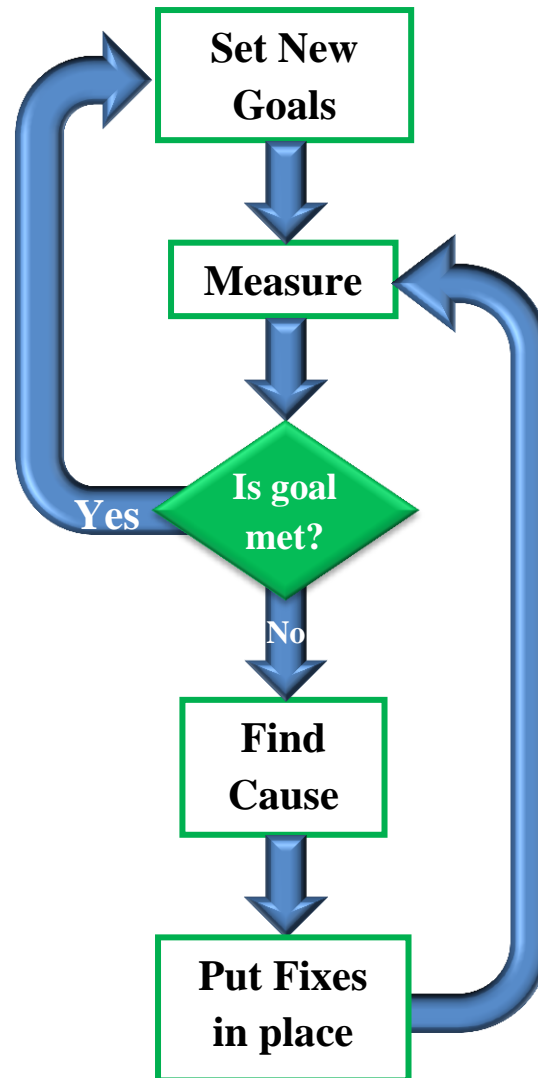 Set New
Goals
Measure
Is goal
met?
Yes
No
Find
Cause
Put Fixes
in place